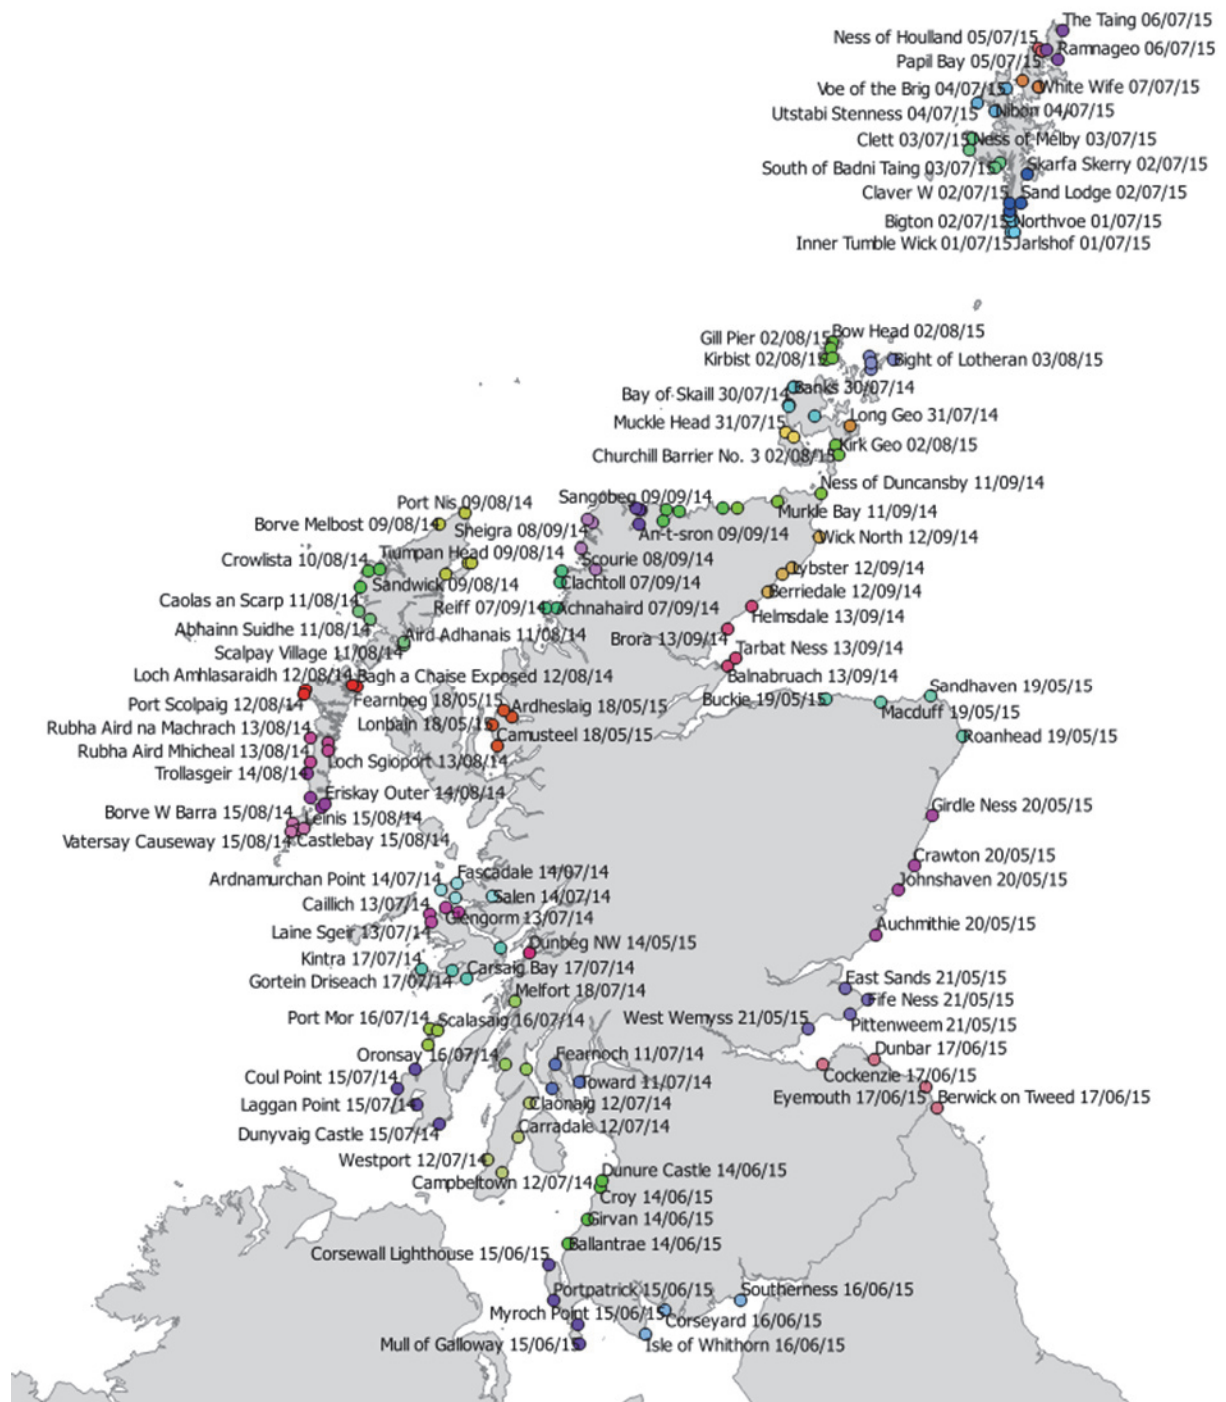 The Taing 06/07/15
Ness of Houlland 05/07/15
Ramnageo 06/07/15
Papil Bay 05/07/15
Voe of the Brig 04/07/15
White Wife 07/07/15
Utstabi Stenness 04/07/15
Nibon 04/07/15
Clett 03/07/15
Ness of Melby 03/07/15
South of Badni Taing 03/07/15
Skarfa Skerry 02/07/15
Claver W 02/07/15
Sand Lodge 02/07/15
Bigton 02/07/15
Northvoe 01/07/15
Inner Tumble Wick 01/07/15
Jarlshof 01/07/15
Gill Pier 02/08/15
Bow Head 02/08/15
Kirbist 02/08/15
Bight of Lotheran 03/08/15
Bay of Skaill 30/07/14
Banks 30/07/14
Muckle Head 31/07/15
Long Geo 31/07/14
Churchill Barrier No. 3 02/08/15
Kirk Geo 02/08/15
Ness of Duncansby 11/09/14
Port Nis 09/08/14
Sangobeg 09/09/14
Murkle Bay 11/09/14
Borve Melbost 09/08/14
Sheigra 08/09/14
An-t-sron 09/09/14
Wick North 12/09/14
Crowlista 10/08/14
Tiumpan Head 09/08/14
Scourie 08/09/14
Lybster 12/09/14
Sandwick 09/08/14
Clachtoll 07/09/14
Berriedale 12/09/14
Caolas an Scarp 11/08/14
Reiff 07/09/14
Achnahaird 07/09/14
Helmsdale 13/09/14
Abhainn Suidhe 11/08/14
Aird Adhanais 11/08/14
Brora 13/09/14
Tarbat Ness 13/09/14
Scalpay Village 11/08/14
Loch Amhlasaraidh 12/08/14
Bagh a Chaise Exposed 12/08/14
Balnabruach 13/09/14
Port Scolpaig 12/08/14
Fearnbeg 18/05/15
Ardheslaig 18/05/15
Buckie 19/05/15
Sandhaven 19/05/15
Macduff 19/05/15
Rubha Aird na Machrach 13/08/14
Lonbain 18/05/15
Camusteel 18/05/15
Roanhead 19/05/15
Rubha Aird Mhicheal 13/08/14
Loch Sgioport 13/08/14
Trollasgeir 14/08/14
Eriskay Outer 14/08/14
Girdle Ness 20/05/15
Borve W Barra 15/08/14
Leinis 15/08/14
Vatersay Causeway 15/08/14
Castlebay 15/08/14
Crawton 20/05/15
Ardnamurchan Point 14/07/14
Fascadale 14/07/14
Johnshaven 20/05/15
Salen 14/07/14
Caillich 13/07/14
Glengorm 13/07/14
Auchmithie 20/05/15
Laine Sgeir 13/07/14
Dunbeg NW 14/05/15
Kintra 17/07/14
Carsaig Bay 17/07/14
East Sands 21/05/15
Gortein Driseach 17/07/14
Melfort 18/07/14
Fife Ness 21/05/15
Port Mor 16/07/14
Scalasaig 16/07/14
West Wemyss 21/05/15
Pittenweem 21/05/15
Oronsay 16/07/14
Fearnoch 11/07/14
Dunbar 17/06/15
Coul Point 15/07/14
Toward 11/07/14
Cockenzie 17/06/15
Laggan Point 15/07/14
Claonaig 12/07/14
Eyemouth 17/06/15
Berwick on Tweed 17/06/15
Dunyvaig Castle 15/07/14
Carradale 12/07/14
Westport 12/07/14
Dunure Castle 14/06/15
Campbeltown 12/07/14
Croy 14/06/15
Girvan 14/06/15
Ballantrae 14/06/15
Corsewall Lighthouse 15/06/15
Portpatrick 15/06/15
Southerness 16/06/15
Myroch Point 15/06/15
Corseyard 16/06/15
Mull of Galloway 15/06/15
Isle of Whithorn 16/06/15